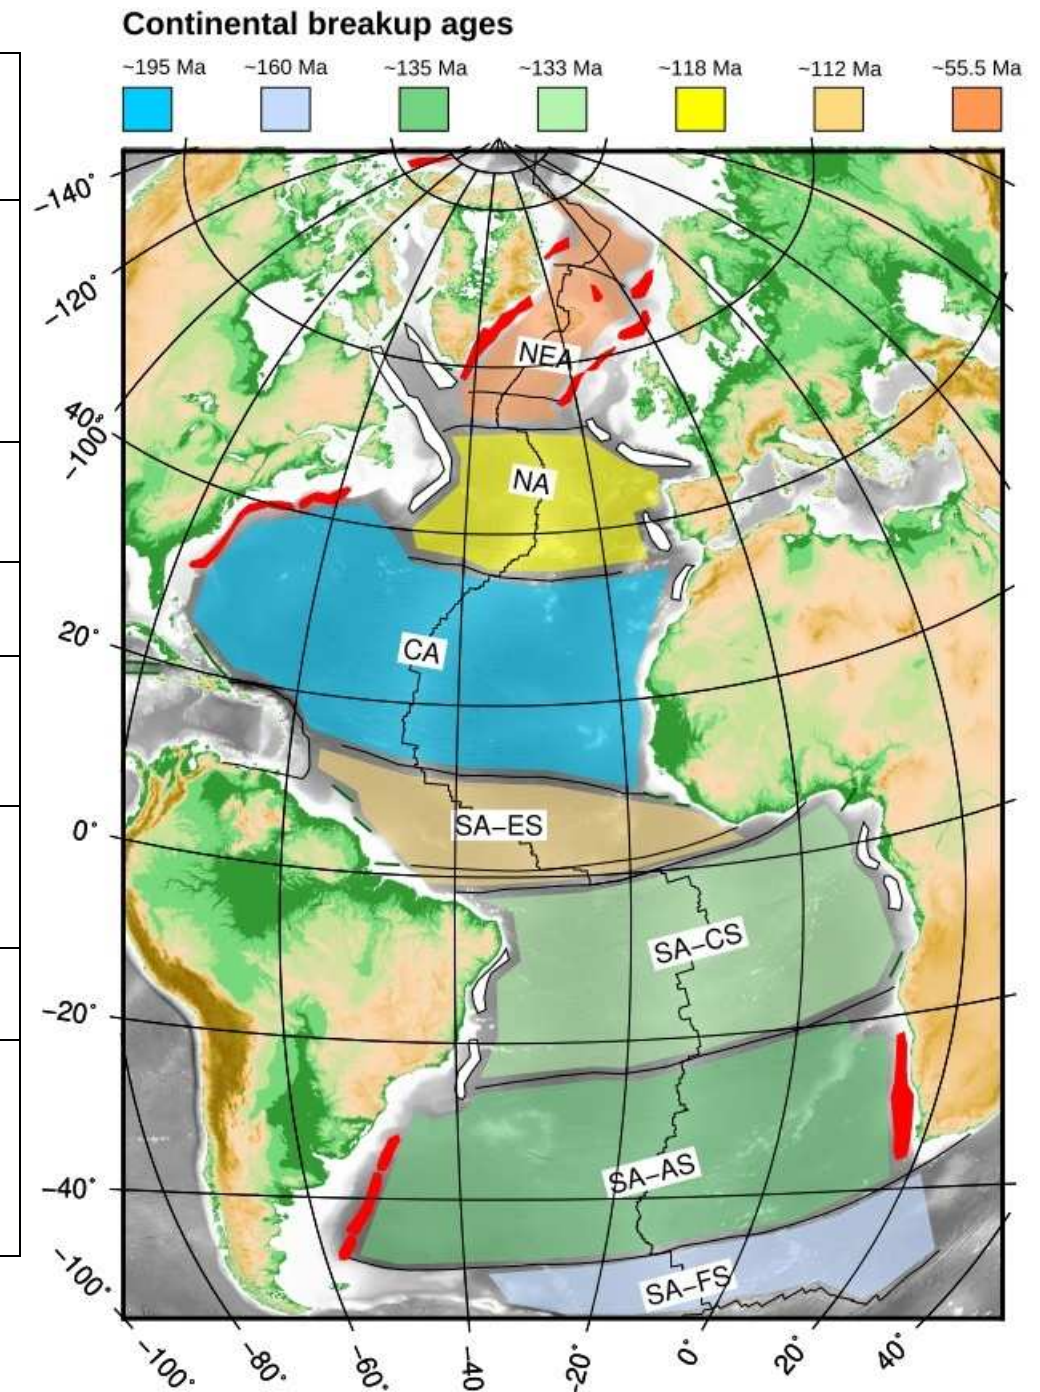 Continental breakup ages
~195 Ma ~160 Ma ~135 Ma ~133 Ma ~118 Ma ~112 Ma ~55.5 Ma
−140°
−120°
40°
−100°
20°
0°
−20°
−40°
−100°
NEA
NA
CA
SA−ES
SA−CS
SA−AS
SA−FS
−100° −80° −60° −40 −20° 0° 20° 40°